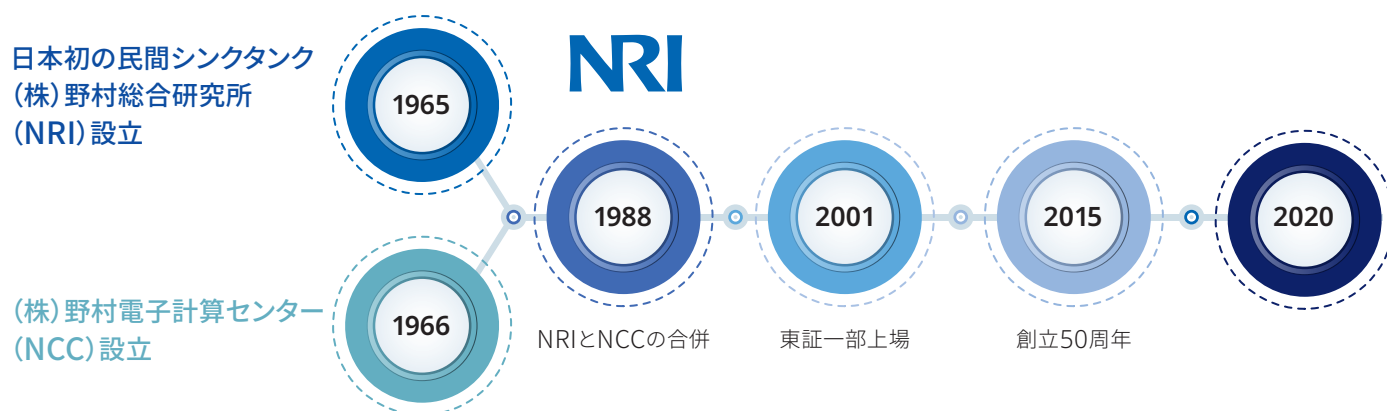 日本初の民間シンクタンク
（株）野村総合研究所
（NRI）設立
1965
NRI
（株）野村電子計算センター
（NCC）設立
1966
1988
NRIとNCCの合併
2001
東証一部上場
2015
創立50周年
2020